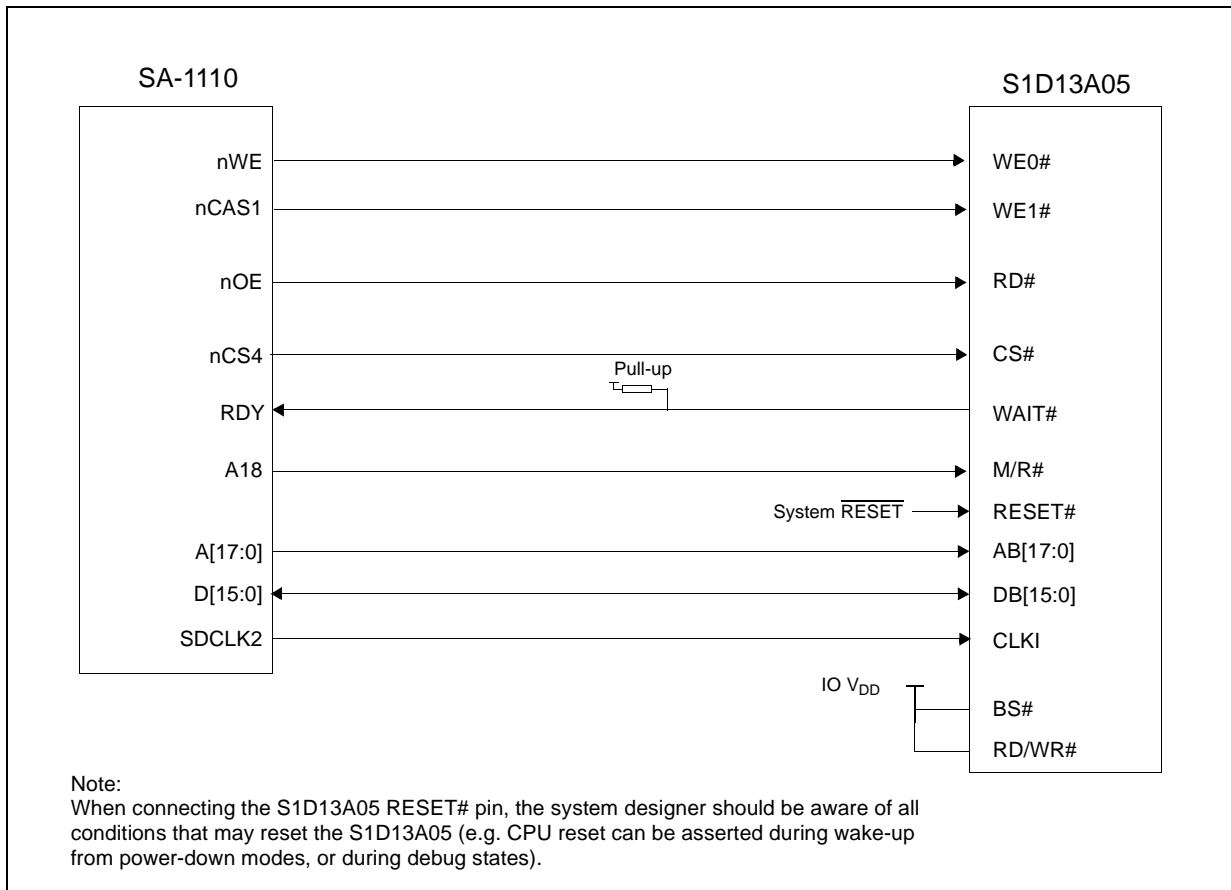 SA-1110
S1D13A05
nWE
WE0#
nCAS1
WE1#
nOE
RD#
nCS4
CS#
Pull-up
RDY
WAIT#
A18
M/R#
System RESET
RESET#
A[17:0]
AB[17:0]
D[15:0]
DB[15:0]
SDCLK2
CLKI
IO VDD
BS#
RD/WR#
Note:
When connecting the S1D13A05 RESET# pin, the system designer should be aware of all
conditions that may reset the S1D13A05 (e.g. CPU reset can be asserted during wake-up
from power-down modes, or during debug states).